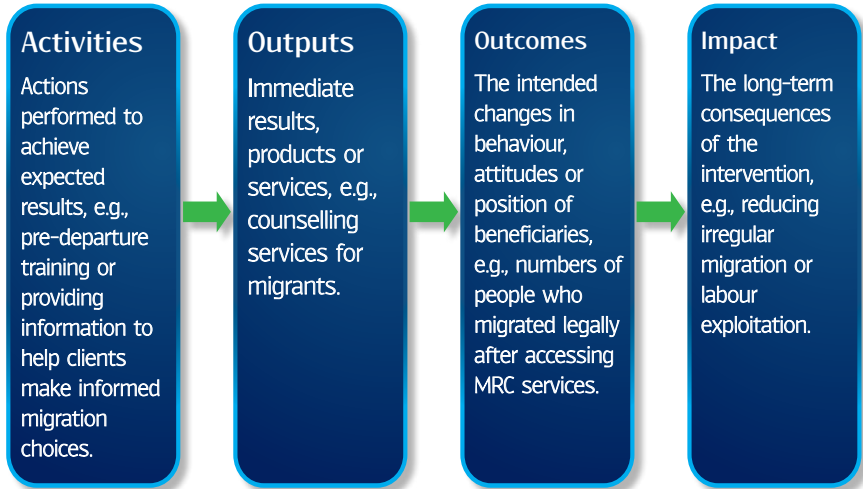 Activities
Actions
performed to
achieve
expected
results, e.g.,
pre-departure
training or
providing
information to
help clients
make informed
migration
choices.
Outputs
Immediate
results,
products or
services, e.g.,
counselling
services for
migrants.
Outcomes
The intended
changes in
behaviour,
attitudes or
position of
beneficiaries,
e.g., numbers of
people who
migrated legally
after accessing
MRC services.
Impact
The long-term
consequences
of the
intervention,
e.g., reducing
irregular
migration or
labour
exploitation.